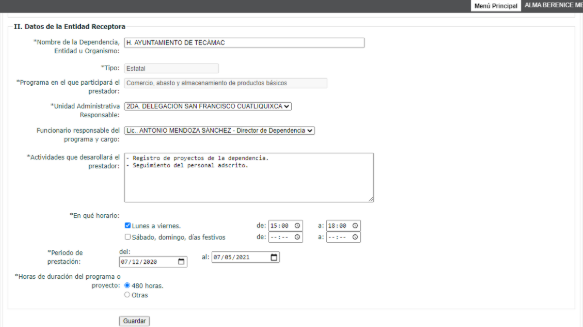 Menú Principal ALMA BERENICE ME
II. Datos de la Entidad Receptora
*Nombre de la Dependencia, Entidad u Organismo: H. AYUNTAMIENTO DE TECÁMAC
*Tipo: Estatal
*Programa en el que participará el prestador: Comercio, abasto y almacenamiento de productos básicos
*Unidad Administrativa Responsable: 2DA. DELEGACION SAN FRANCISCO CUATLIQUIXCA
Funcionario responsable del programa y cargo: Lic.. ANTONIO MENDOZA SÁNCHEZ - Director de Dependencia
*Actividades que desarollará el prestador: - Registro de proyectos de la dependencia.
- Seguimiento del personal adscrito.
*En qué horario:
Lunes a viernes. de: 15:00 a: 18:00
Sábado, domingo, días festivos de: --:-- a: --:--
*Periodo de prestación: del: 07/12/2020 al: 07/05/2021
*Horas de duración del programa o proyecto: 480 horas.
Otras
Guardar